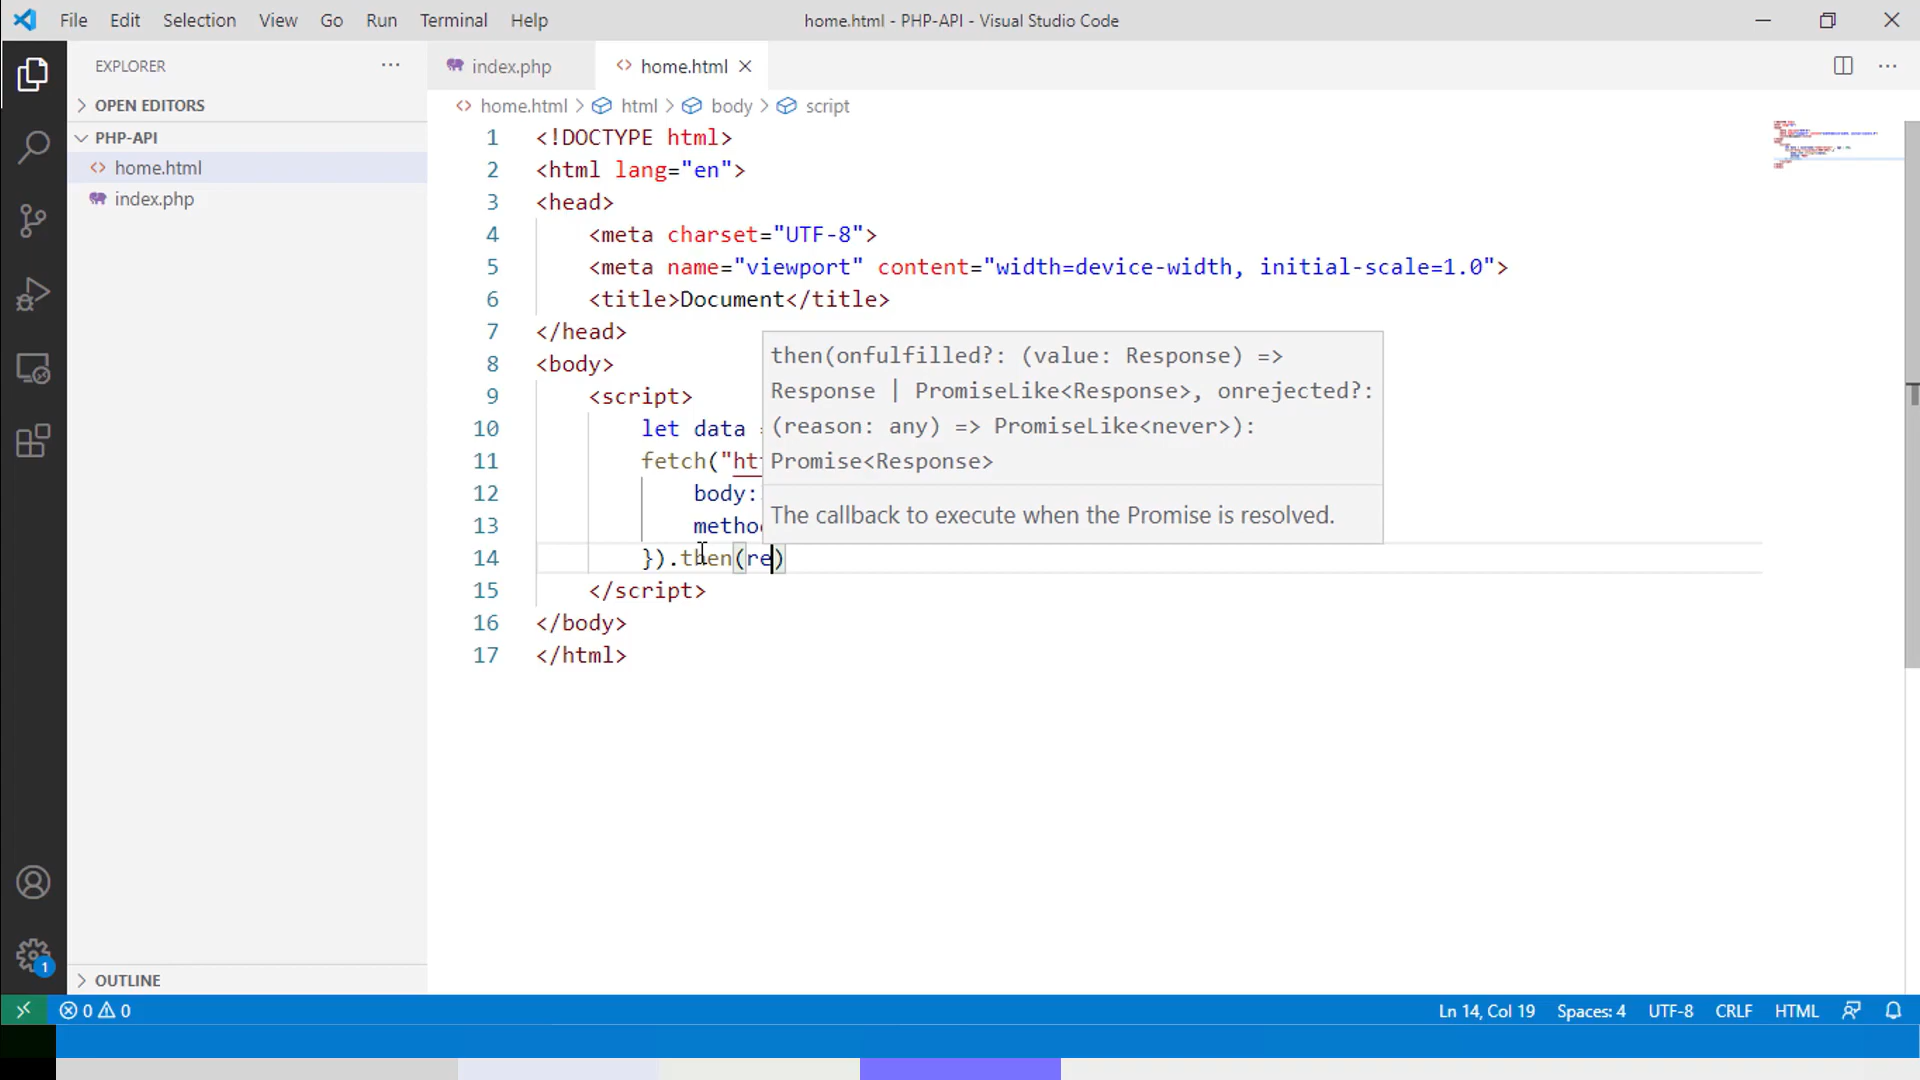 File Edit Selection View Go Run Terminal Help
home.html - PHP-API - Visual Studio Code
EXPLORER
OPEN EDITORS
PHP-API
home.html
index.php
OUTLINE
index.php
home.html
home.html html body script
1 <!DOCTYPE html>
2 <html lang="en">
3 <head>
4 <meta charset="UTF-8">
5 <meta name="viewport" content="width=device-width, initial-scale=1.0">
6 <title>Document</title>
7 </head>
8 <body>
9 <script>
10 let data =
11 fetch("htt
12 body:
13 method
14 }).then(re)
15 </script>
16 </body>
17 </html>
then(onfulfilled?: (value: Response) =>
Response | PromiseLike<Response>, onrejected?:
(reason: any) => PromiseLike<never>):
Promise<Response>
The callback to execute when the Promise is resolved.
1
0 0
Ln 14, Col 19 Spaces: 4 UTF-8 CRLF HTML